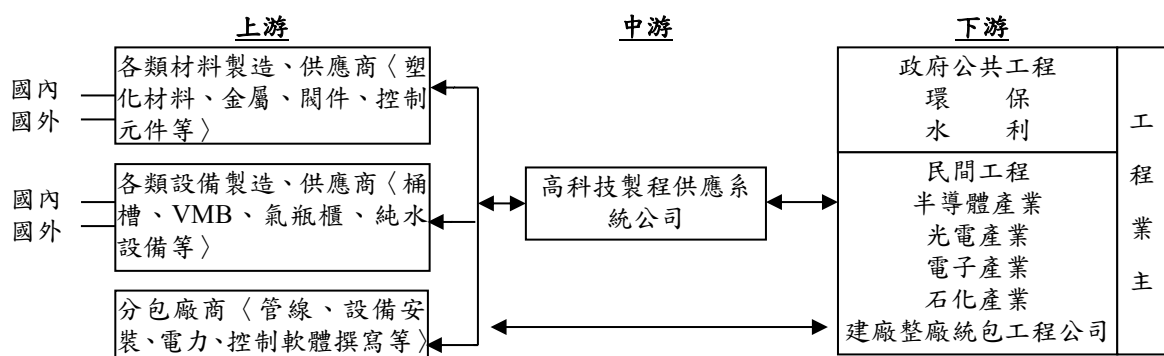 上游
中游
下游
國內
國外
各類材料製造、供應商〈塑
化材料、金屬、閥件、控制
元件等〉
國內
國外
各類設備製造、供應商〈桶
槽、VMB、氣瓶櫃、純水
設備等〉
分包廠商〈管線、設備安
裝、電力、控制軟體撰寫等〉
高科技製程供應系
統公司
政府公共工程
環 保
水 利
民間工程
半導體產業
光電產業
電子產業
石化產業
建廠整廠統包工程公司
工
程
業
主